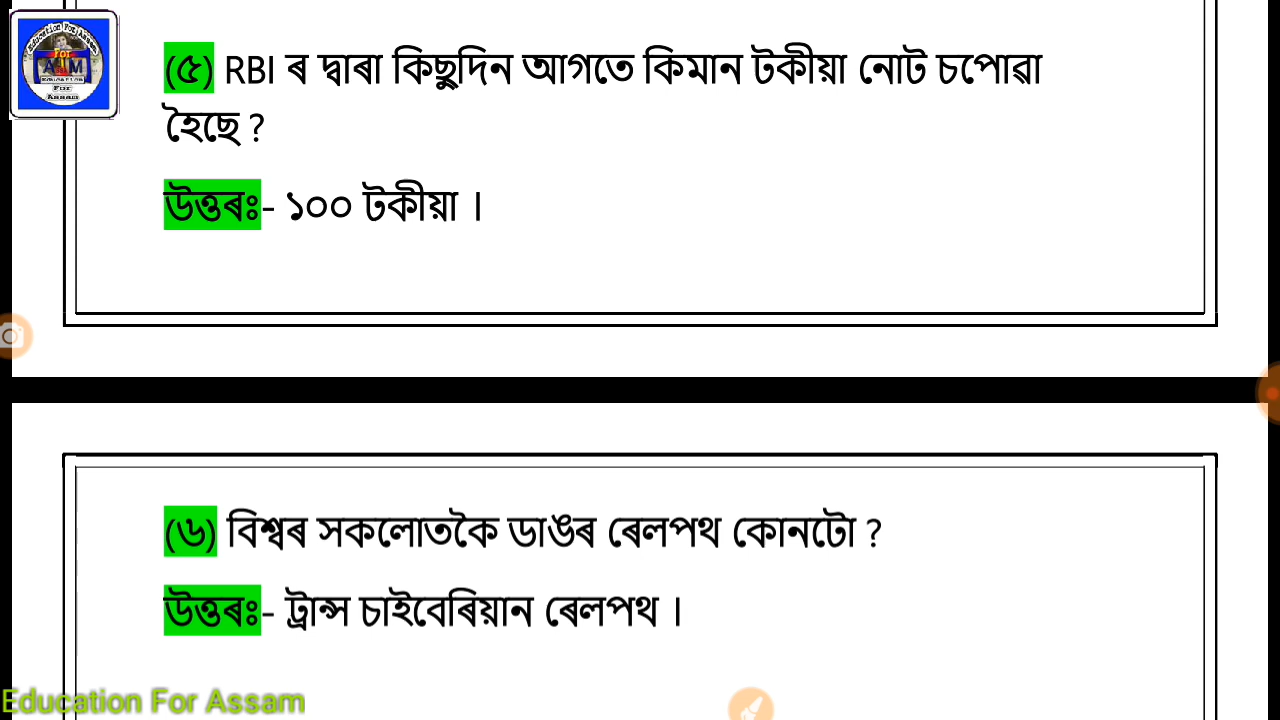 (৫) RBI ৰ দ্বাৰা কিছুদিন আগতে কিমান টকীয়া নোট চপোৱা
হৈছে ?
উত্তৰঃ- ১০০ টকীয়া ।
(৬) বিশ্বৰ সকলোতকৈ ডাঙৰ ৰেলপথ কোনটো ?
উত্তৰঃ- ট্ৰান্স চাইবেৰিয়ান ৰেলপথ ।
Education For Assam